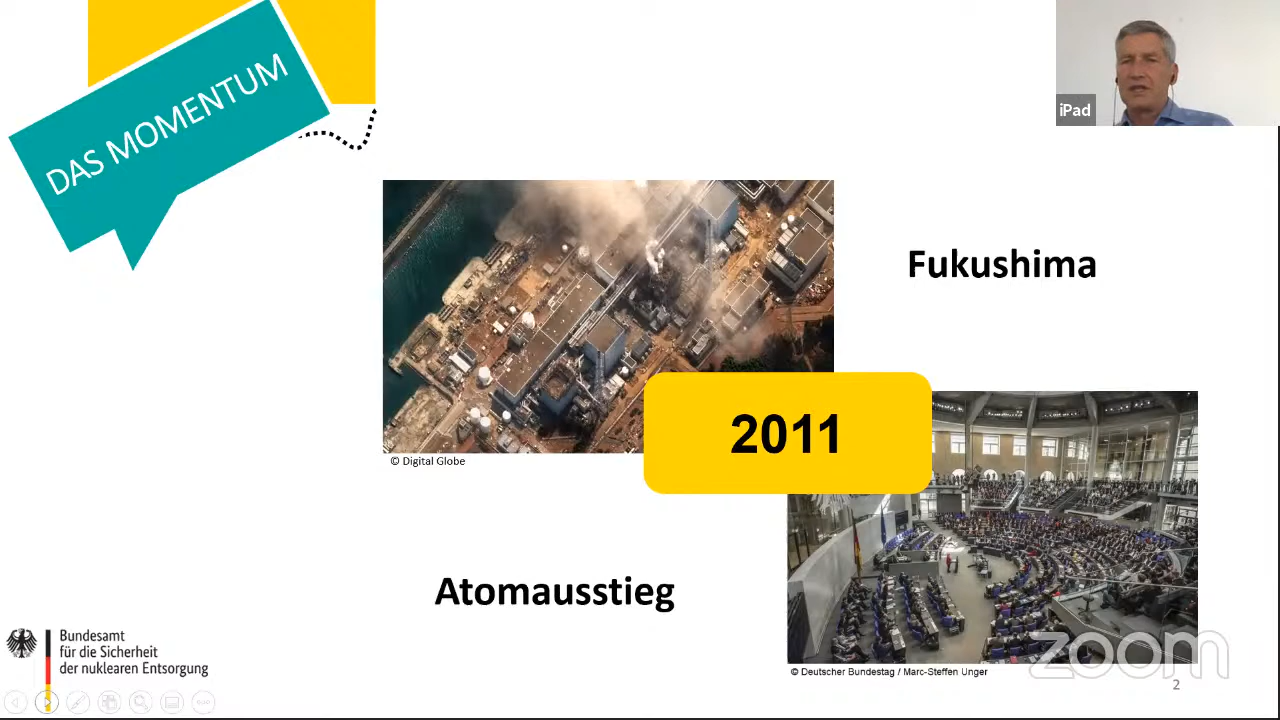 DAS MOMENTUM
iPad
Fukushima
© Digital Globe
2011
Atomausstieg
Bundesamt
für die Sicherheit
der nuklearen Entsorgung
© Deutscher Bundestag / Marc-Steffen Unger
zoom
2